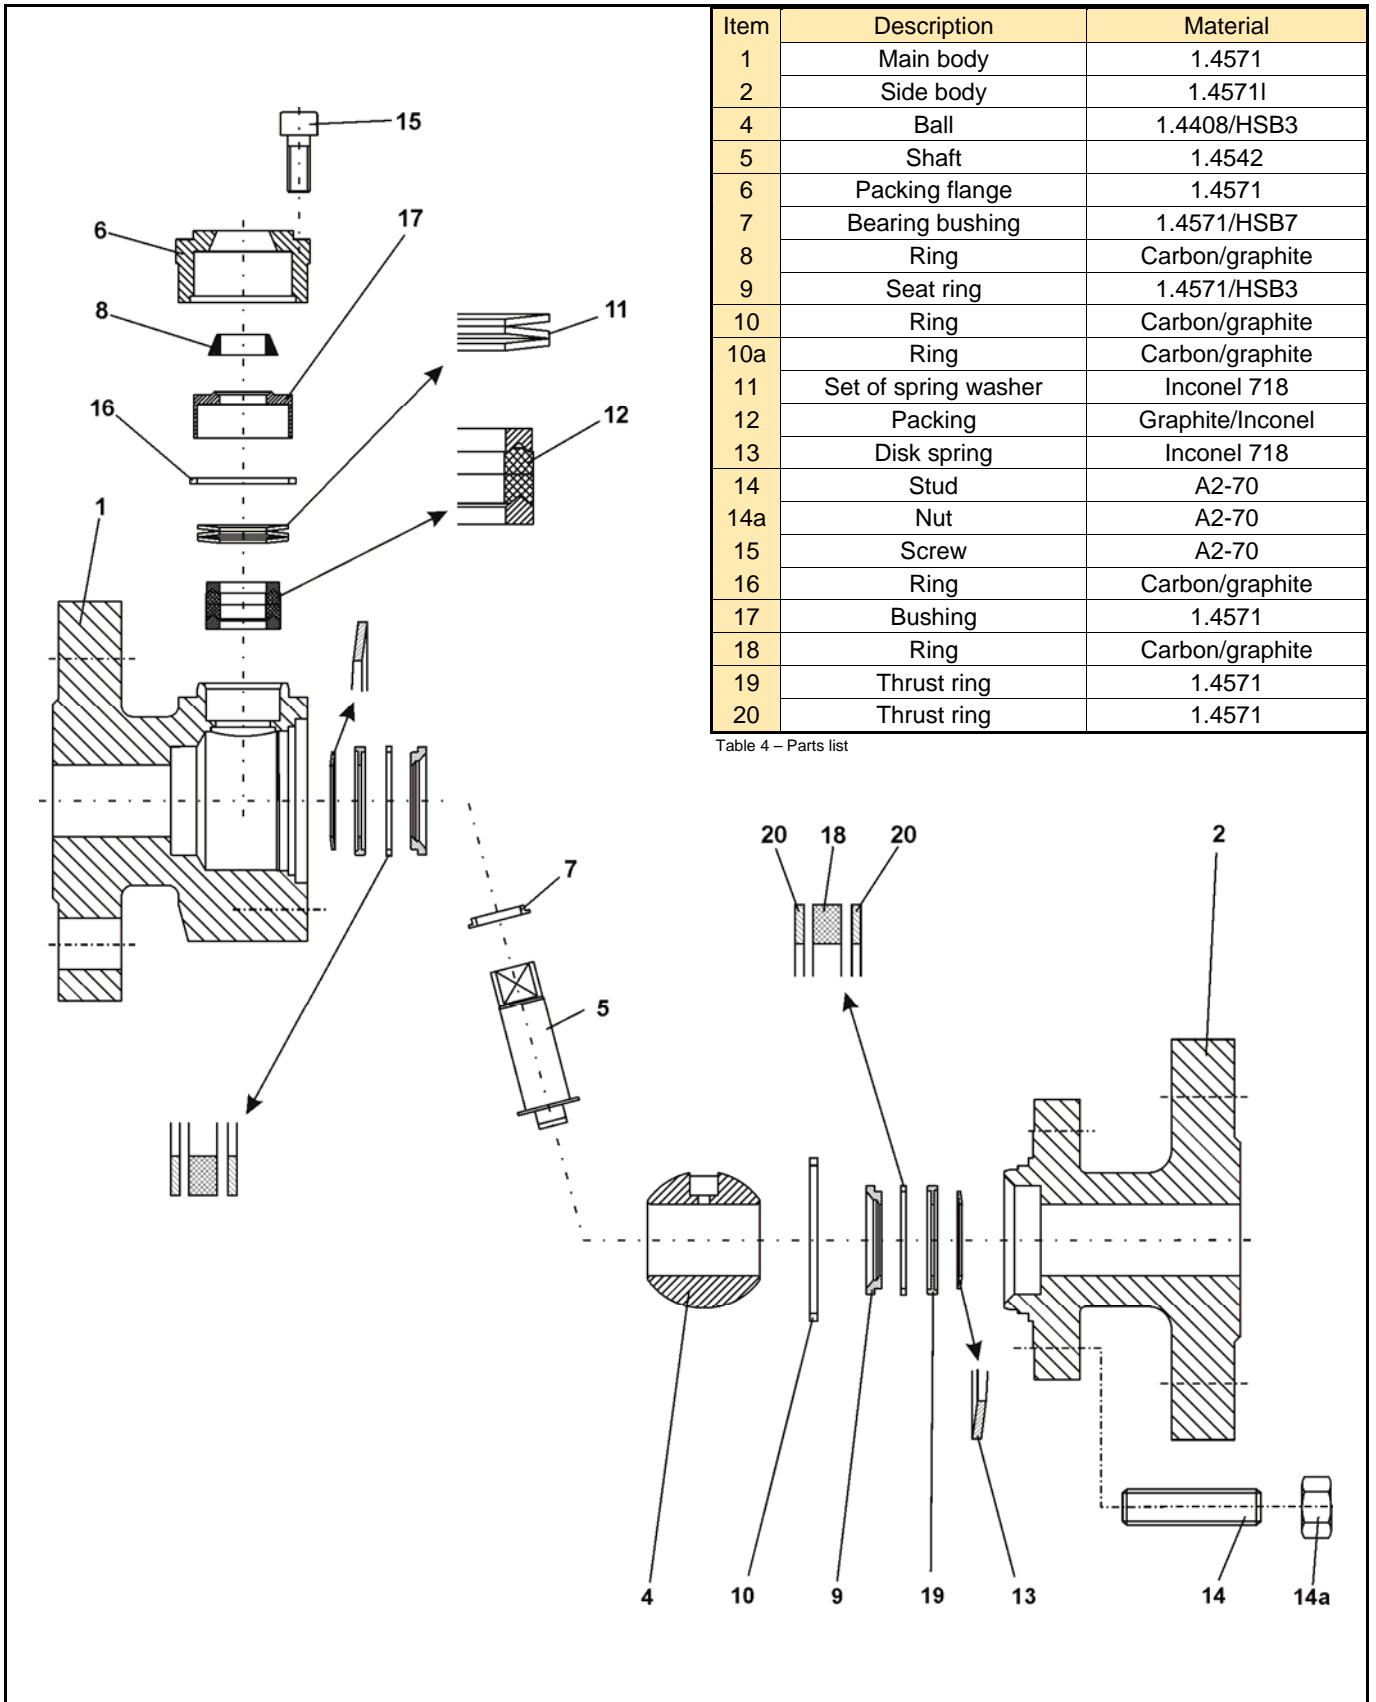 Item Description Material
1 Main body 1.4571
2 Side body 1.4571l
4 Ball 1.4408/HSB3
5 Shaft 1.4542
6 Packing flange 1.4571
7 Bearing bushing 1.4571/HSB7
8 Ring Carbon/graphite
9 Seat ring 1.4571/HSB3
10 Ring Carbon/graphite
10a Ring Carbon/graphite
11 Set of spring washer Inconel 718
12 Packing Graphite/Inconel
13 Disk spring Inconel 718
14 Stud A2-70
14a Nut A2-70
15 Screw A2-70
16 Ring Carbon/graphite
17 Bushing 1.4571
18 Ring Carbon/graphite
19 Thrust ring 1.4571
20 Thrust ring 1.4571
Table 4 – Parts list
15
6
17
8
11
16
12
1
7
5
20 18 20
2
4 10 9 19 13 14 14a